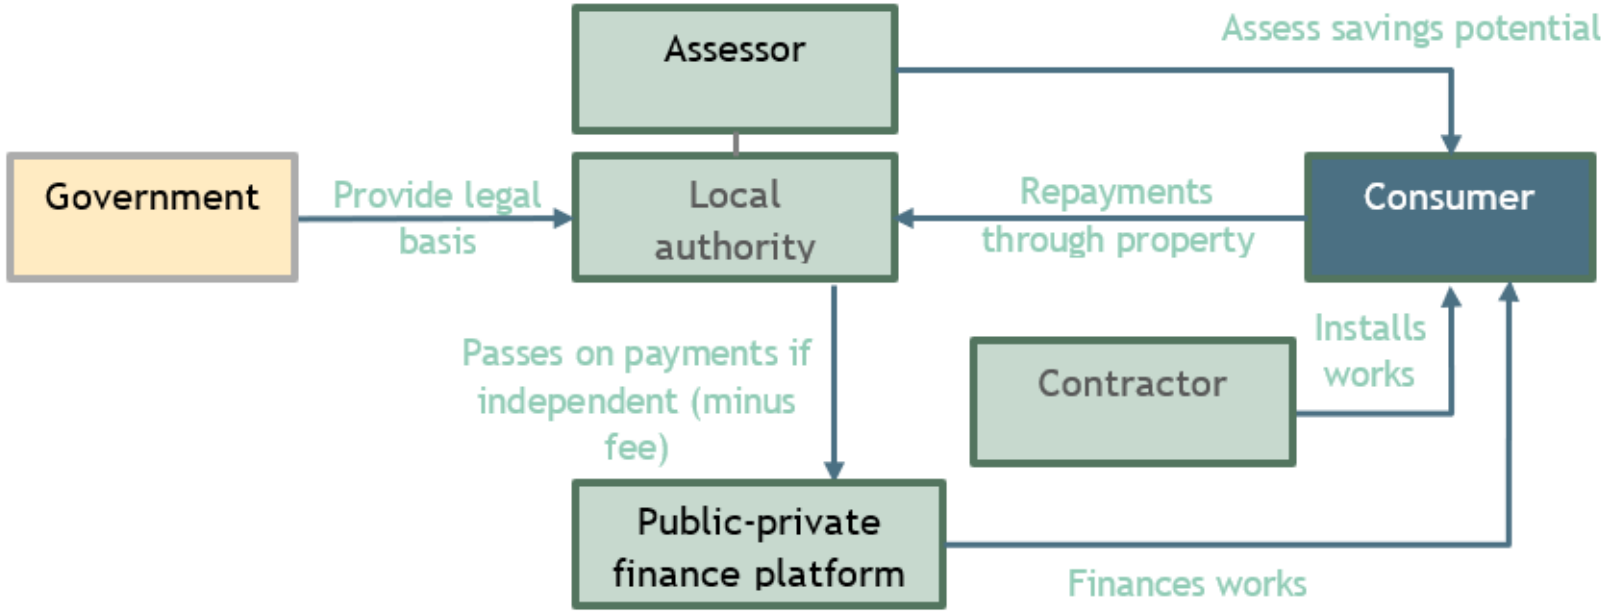 Assess savings potential
Assessor
Government
Provide legal
basis
Local
authority
Repayments
through property
Consumer
Passes on payments if
independent (minus
fee)
Contractor
Installs
works
Public-private
finance platform
Finances works